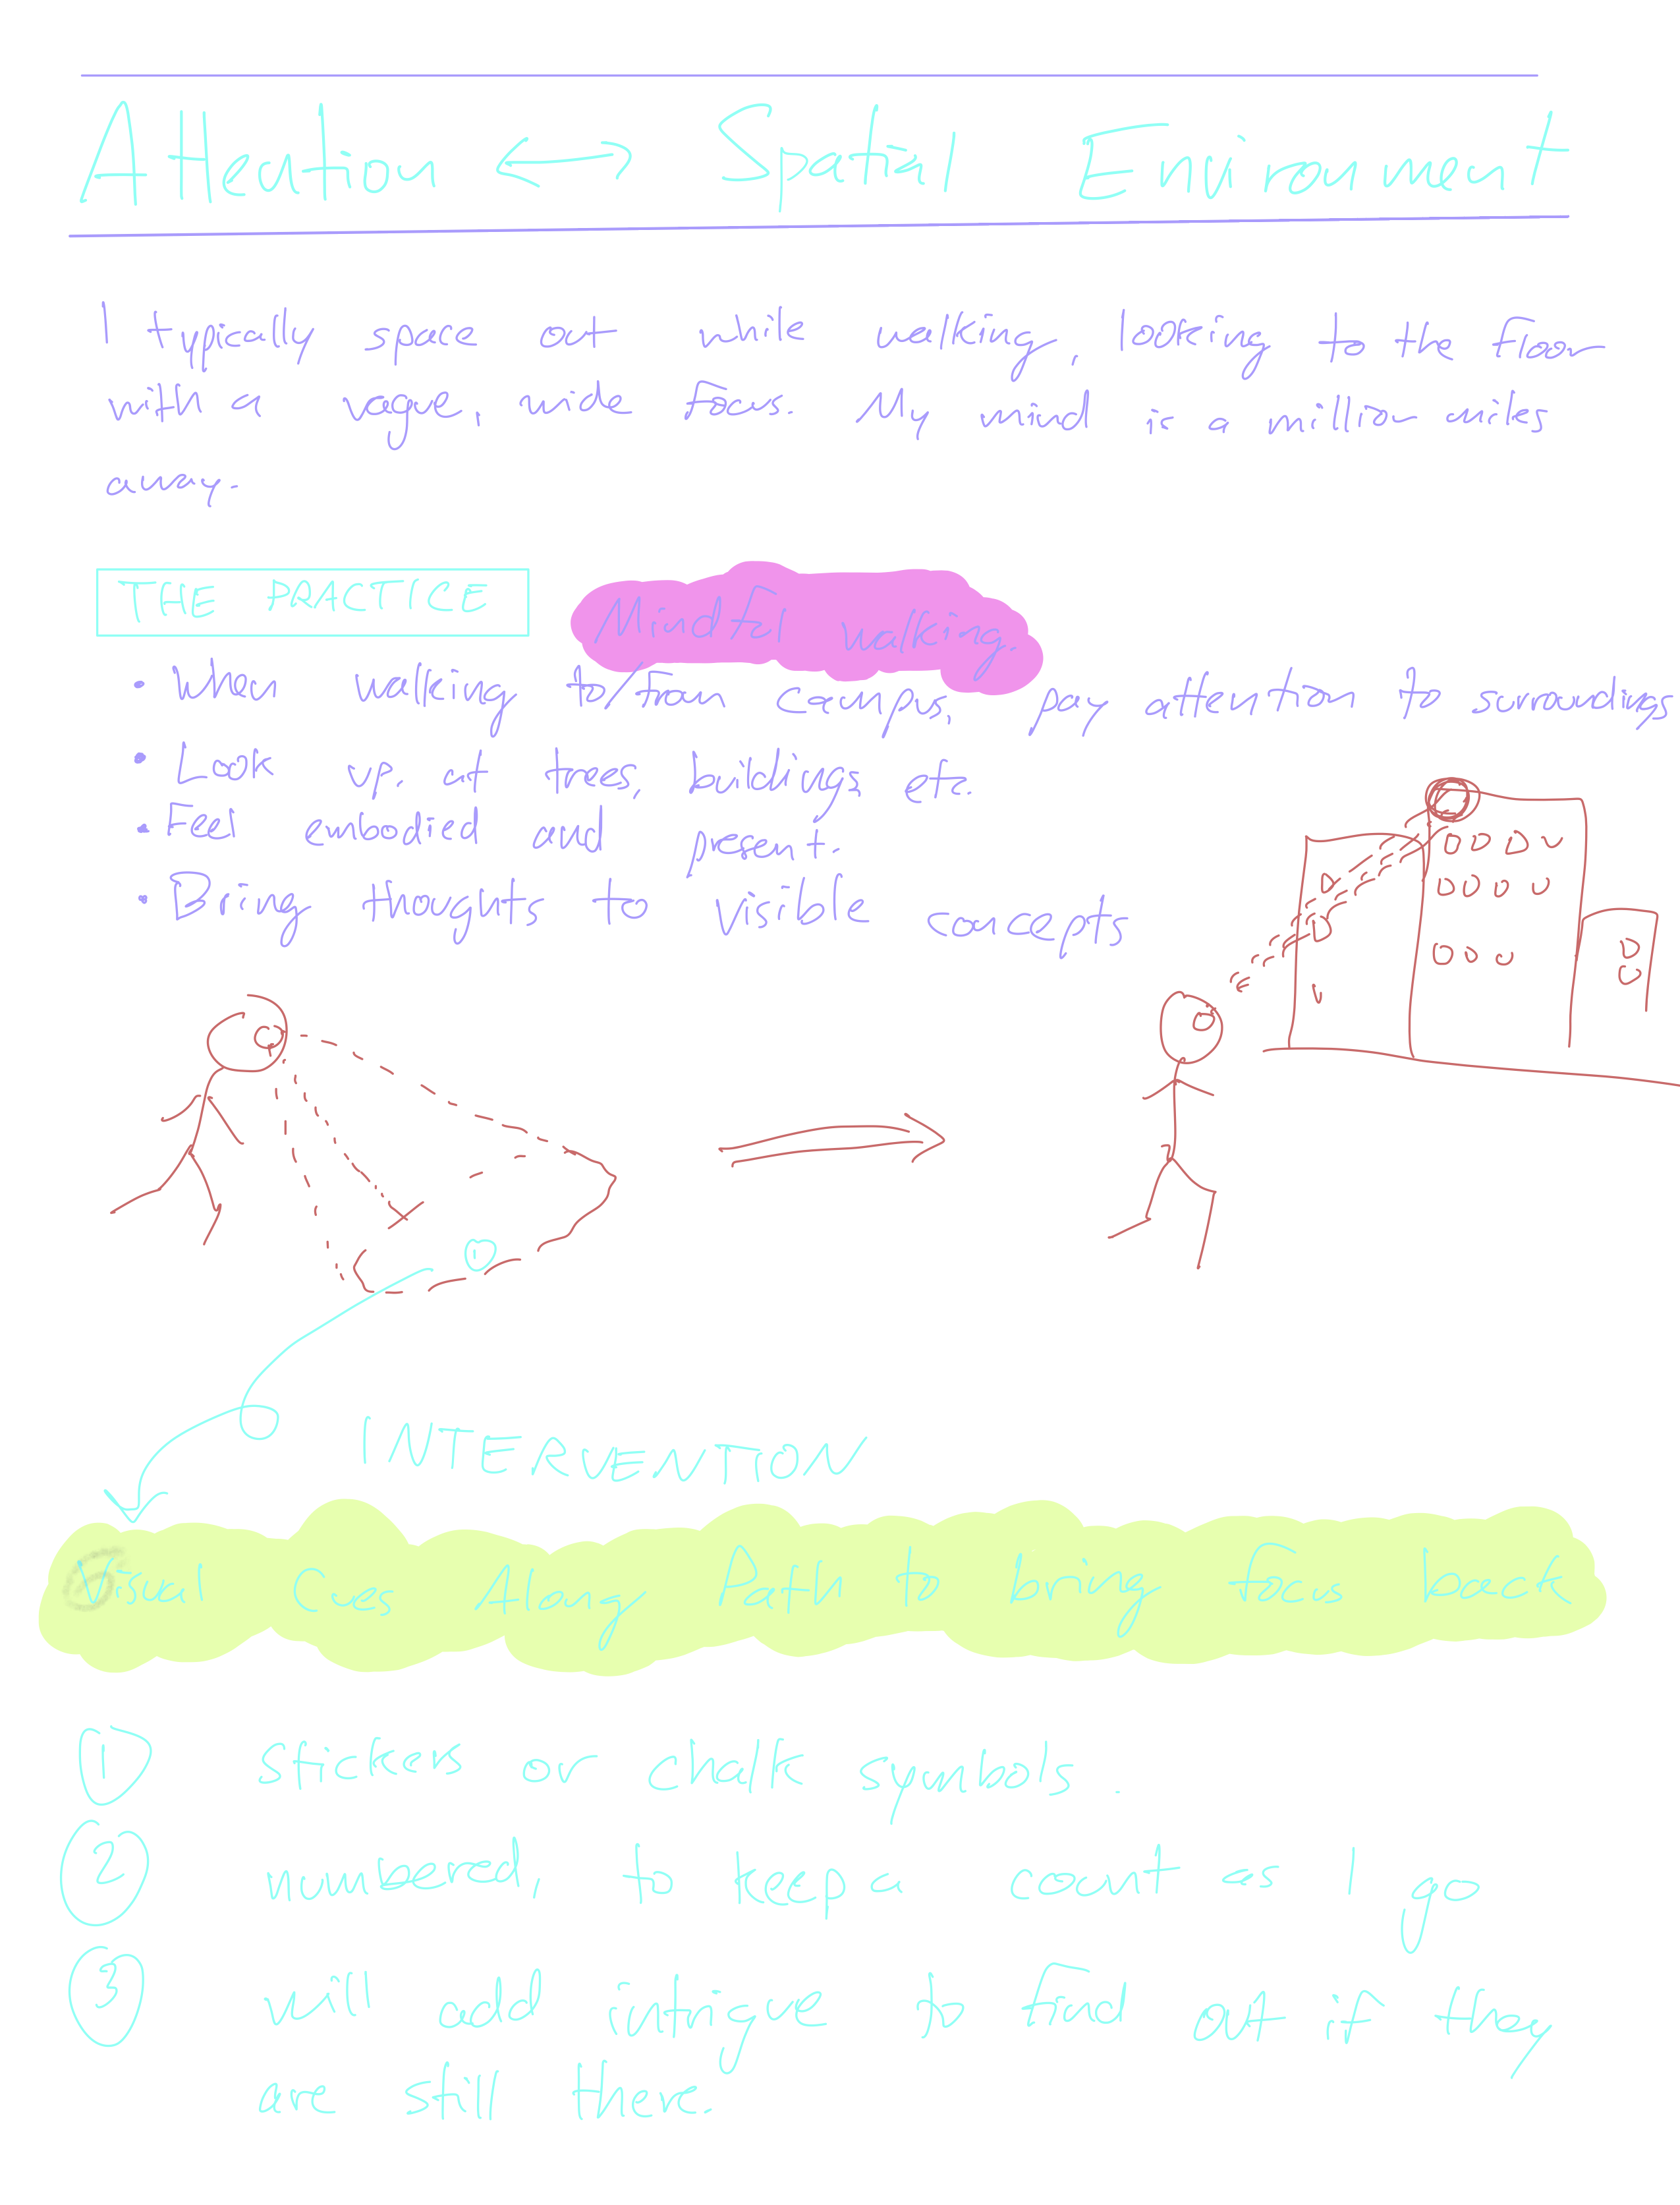 Attention ←→ Spatial Environment
I typically space out while walking, looking to the floor
with a vague, wide focus. My mind is a million miles
away.
THE PRACTICE Mindful walking.
• When walking to/from campus, pay attention to surroundings
• Look up, at trees, buildings, etc.
• Feel embodied and present.
• Bring thoughts to visible concepts
1
INTERVENTION
Visual Cues Along Path to bring focus back
① stickers or chalk symbols.
② numbered, to keep a count as I go
③ will add intrigue to find out if they
are still there.